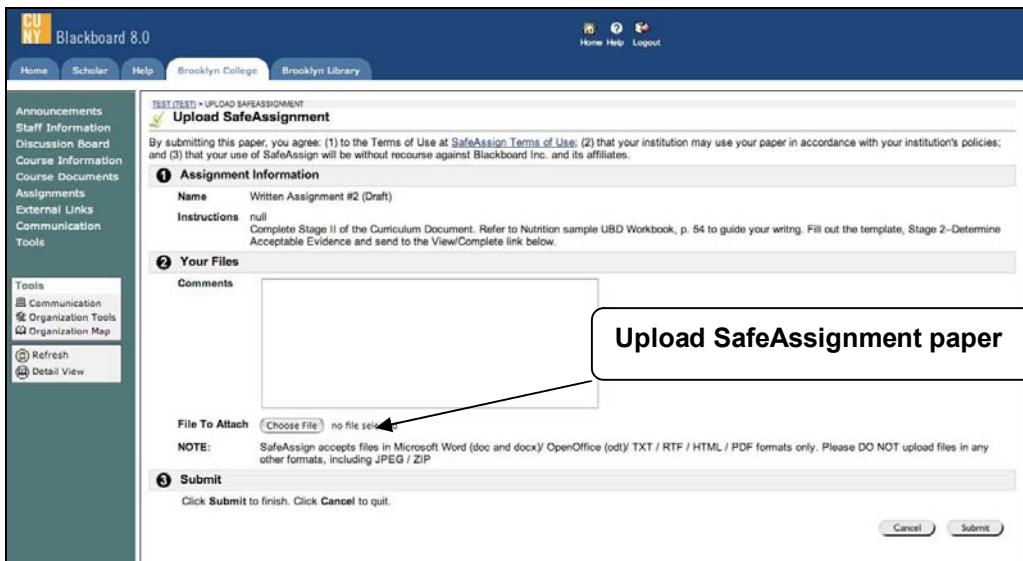 CU
NY
Blackboard 8.0
Home Help Logout
Home Scholar Help Brooklyn College Brooklyn Library
Announcements
Staff Information
Discussion Board
Course Information
Course Documents
Assignments
External Links
Communication
Tools
Tools
Communication
Organization Tools
Organization Map
Refresh
Detail View
TEST (TEST) > UPLOAD SAFEASSIGNMENT
Upload SafeAssignment
By submitting this paper, you agree: (1) to the Terms of Use at SafeAssign Terms of Use; (2) that your institution may use your paper in accordance with your institution's policies;
and (3) that your use of SafeAssign will be without recourse against Blackboard Inc. and its affiliates.
1 Assignment Information
Name Written Assignment #2 (Draft)
Instructions null
Complete Stage II of the Curriculum Document. Refer to Nutrition sample UBD Workbook, p. 54 to guide your writng. Fill out the template, Stage 2--Determine
Acceptable Evidence and send to the View/Complete link below.
2 Your Files
Comments
Upload SafeAssignment paper
File To Attach Choose File no file selected
NOTE: SafeAssign accepts files in Microsoft Word (doc and docx)/ OpenOffice (odt)/ TXT / RTF / HTML / PDF formats only. Please DO NOT upload files in any
other formats, including JPEG / ZIP
3 Submit
Click Submit to finish. Click Cancel to quit.
Cancel Submit